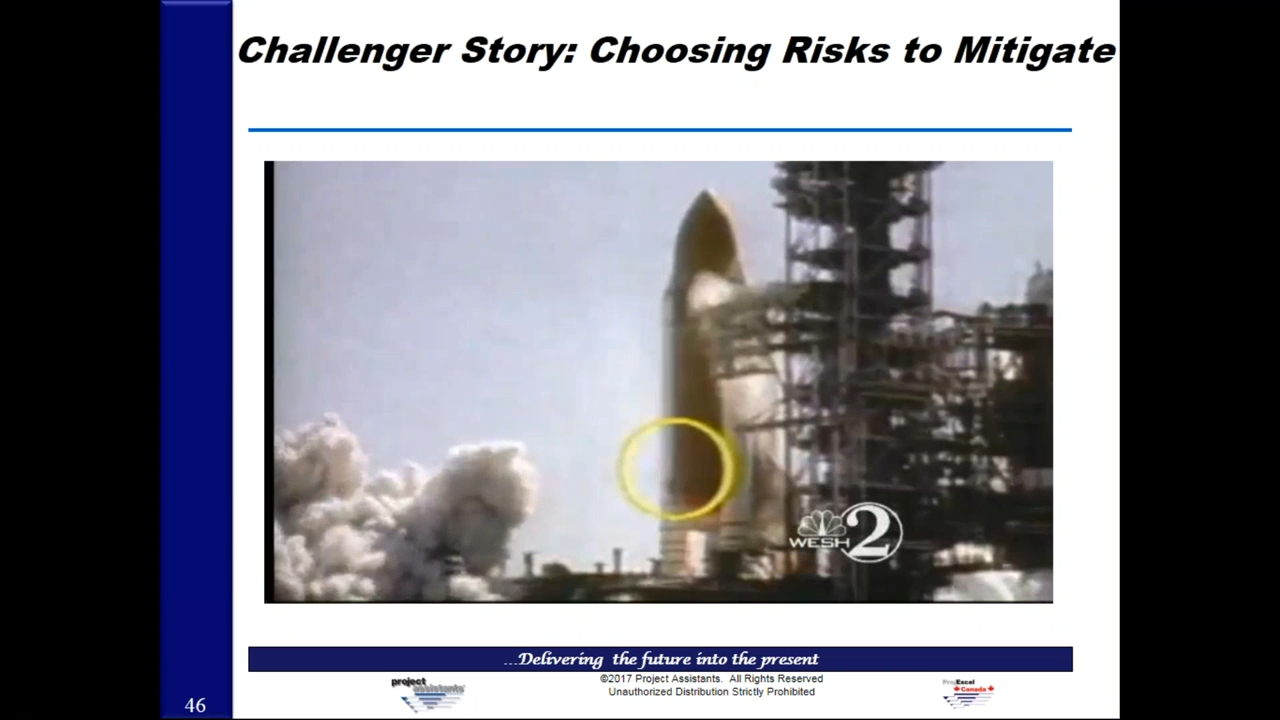 Challenger Story: Choosing Risks to Mitigate
WESH 2
...Delivering the future into the present
©2017 Project Assistants. All Rights Reserved
Unauthorized Distribution Strictly Prohibited
project
assistants
ProjExcel
Canada
46